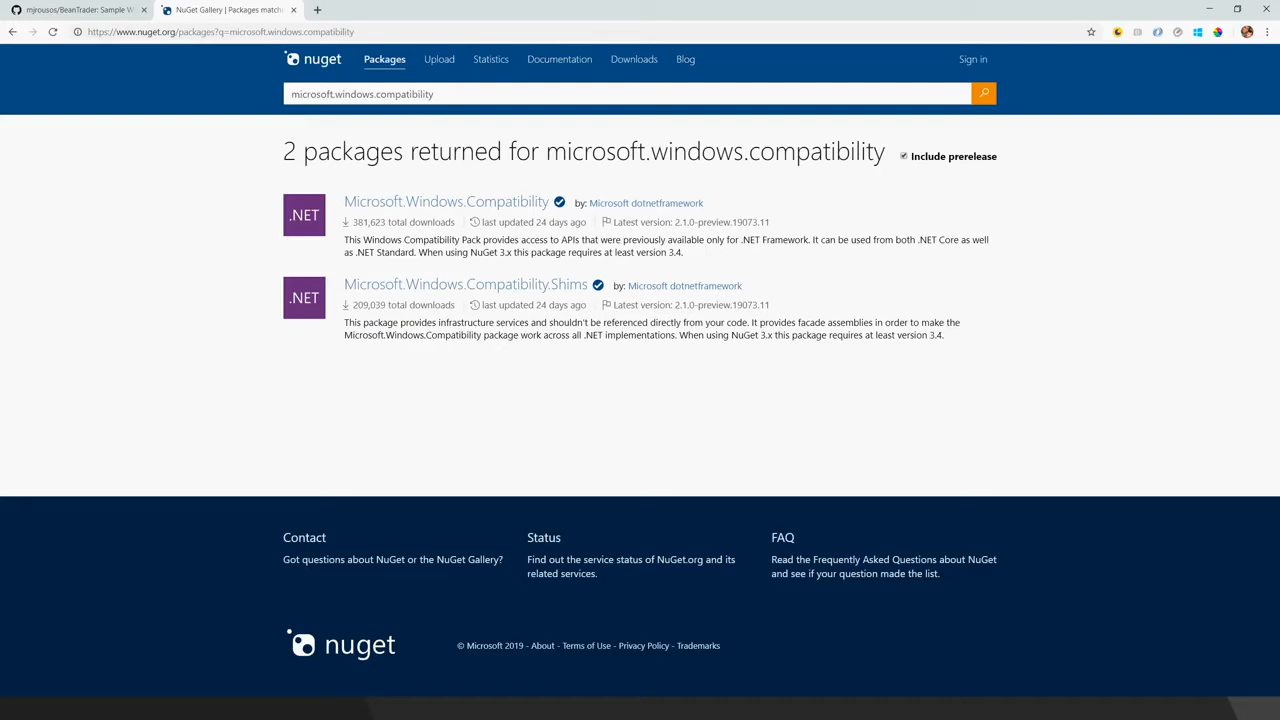 mjrousos/BeanTrader: Sample W
NuGet Gallery | Packages matchi
https://www.nuget.org/packages?q=microsoft.windows.compatibility
nuget
Packages
Upload
Statistics
Documentation
Downloads
Blog
Sign in
microsoft.windows.compatibility
2 packages returned for microsoft.windows.compatibility
Include prerelease
.NET
Microsoft.Windows.Compatibility
by: Microsoft dotnetframework
381,623 total downloads
last updated 24 days ago
Latest version: 2.1.0-preview.19073.11
This Windows Compatibility Pack provides access to APIs that were previously available only for .NET Framework. It can be used from both .NET Core as well
as .NET Standard. When using NuGet 3.x this package requires at least version 3.4.
.NET
Microsoft.Windows.Compatibility.Shims
by: Microsoft dotnetframework
209,039 total downloads
last updated 24 days ago
Latest version: 2.1.0-preview.19073.11
This package provides infrastructure services and shouldn't be referenced directly from your code. It provides facade assemblies in order to make the
Microsoft.Windows.Compatibility package work across all .NET implementations. When using NuGet 3.x this package requires at least version 3.4.
Contact
Got questions about NuGet or the NuGet Gallery?
Status
Find out the service status of NuGet.org and its
related services.
FAQ
Read the Frequently Asked Questions about NuGet
and see if your question made the list.
nuget
© Microsoft 2019 - About - Terms of Use - Privacy Policy - Trademarks